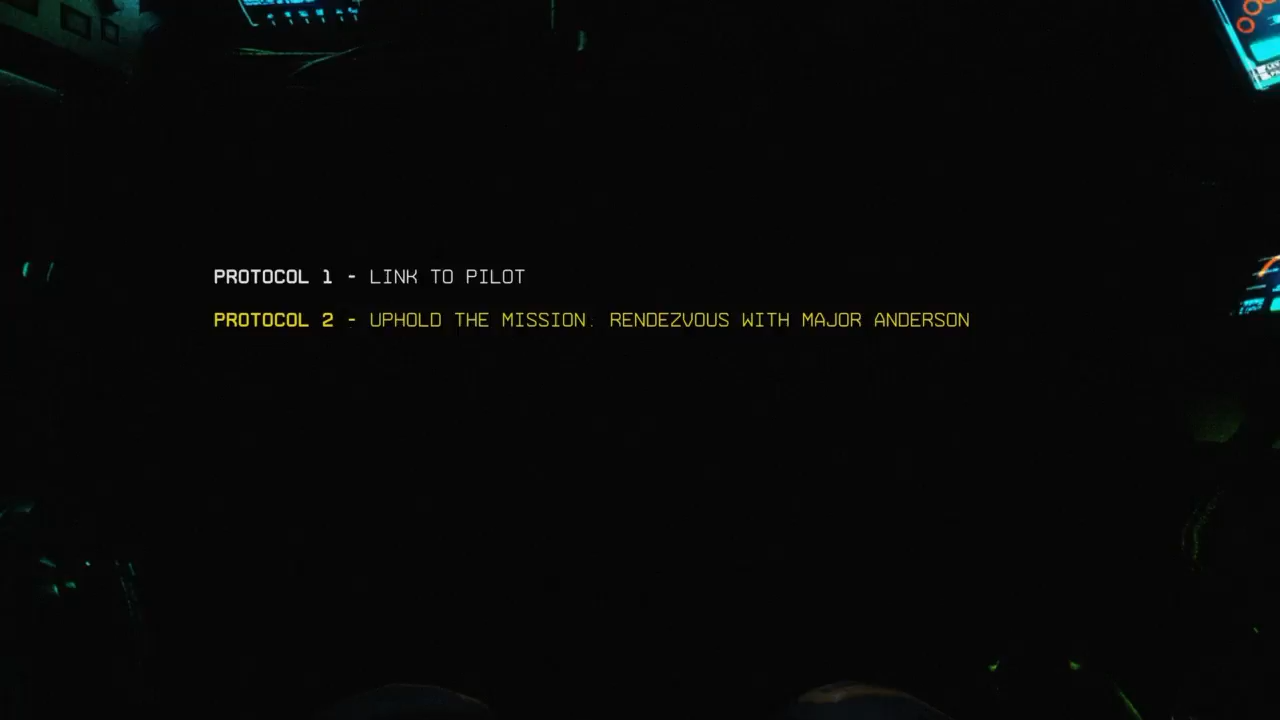 PROTOCOL 1 - LINK TO PILOT
PROTOCOL 2 - UPHOLD THE MISSION. RENDEZVOUS WITH MAJOR ANDERSON